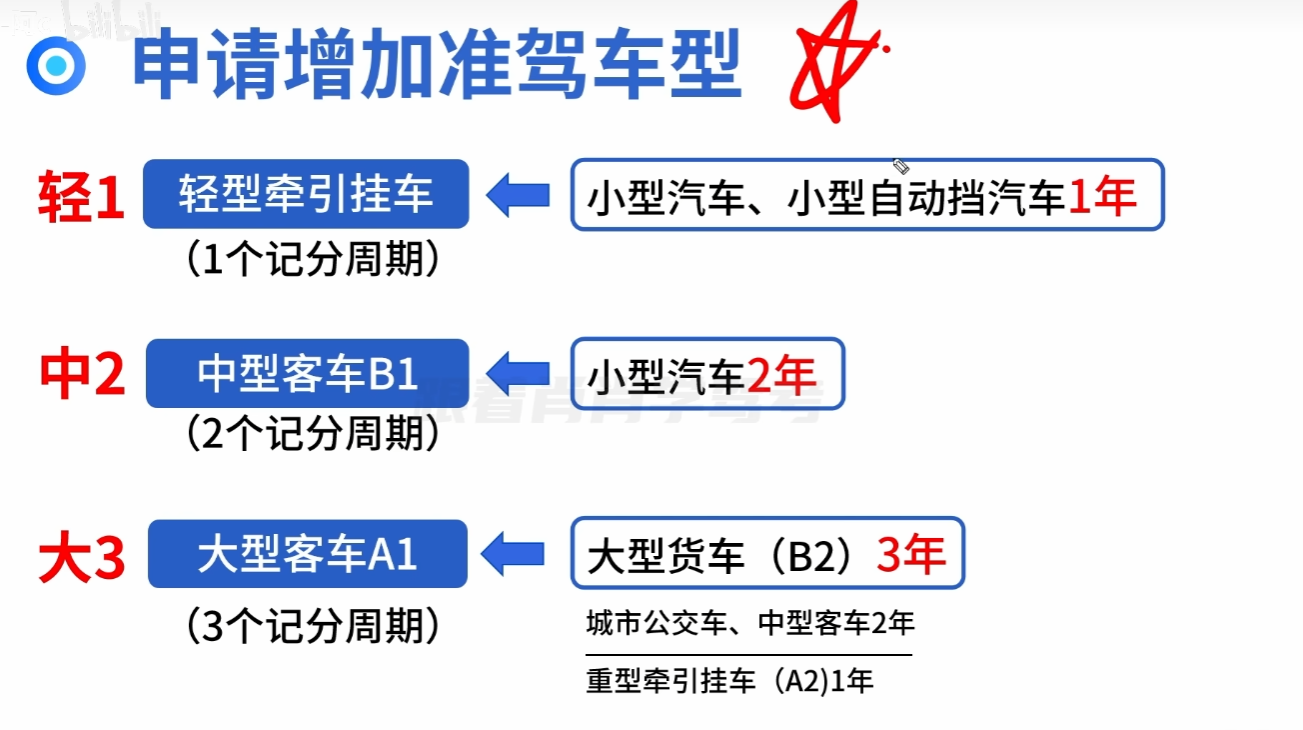 bilibili
申请增加准驾车型
轻1 轻型牵引挂车 小型汽车、小型自动挡汽车1年
（1个记分周期）
中2 中型客车B1 小型汽车2年
（2个记分周期）
大3 大型客车A1 大型货车（B2）3年
（3个记分周期） 城市公交车、中型客车2年
重型牵引挂车（A2)1年